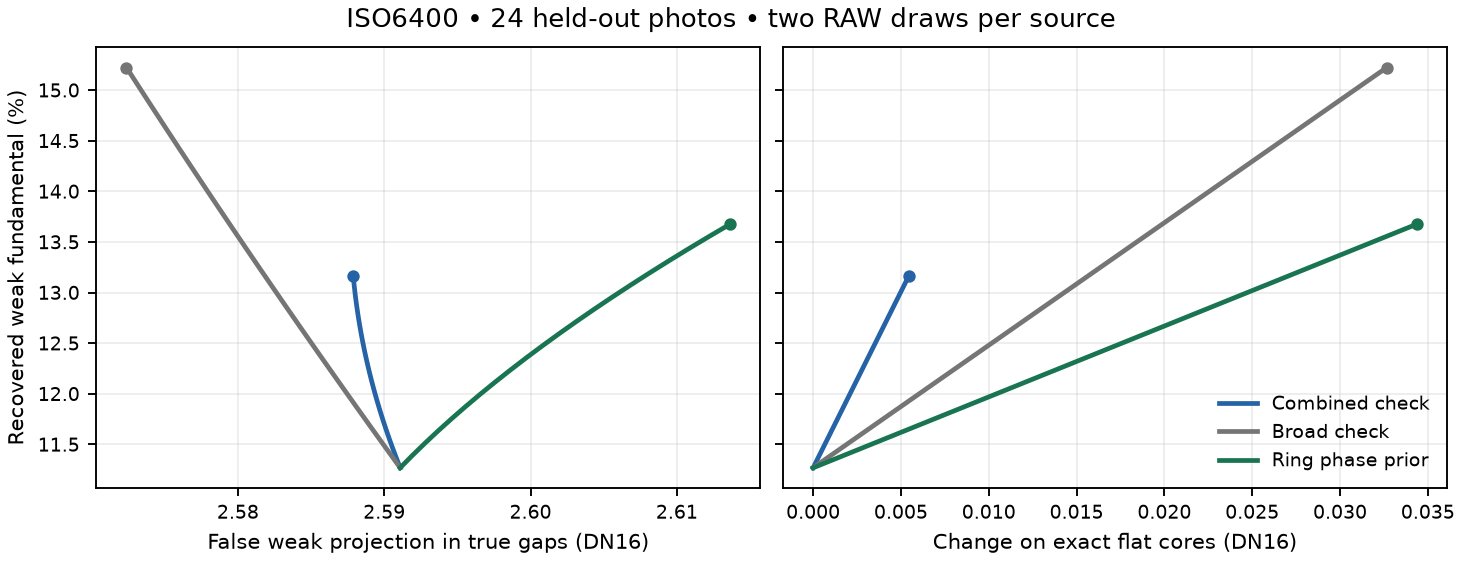 ISO6400 • 24 held-out photos • two RAW draws per source
Recovered weak fundamental (%)
15.0
14.5
14.0
13.5
13.0
12.5
12.0
11.5
2.58 2.59 2.60 2.61
False weak projection in true gaps (DN16)
Combined check
Broad check
Ring phase prior
0.000 0.005 0.010 0.015 0.020 0.025 0.030 0.035
Change on exact flat cores (DN16)